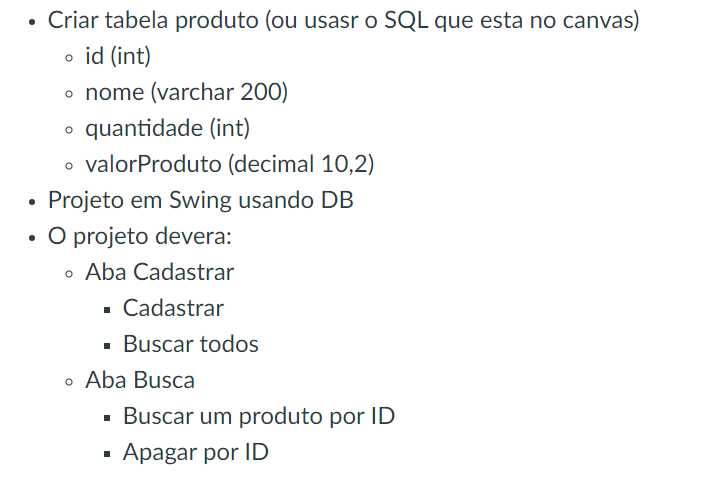 Criar tabela produto (ou usasr o SQL que esta no canvas)
id (int)
nome (varchar 200)
quantidade (int)
valorProduto (decimal 10,2)
Projeto em Swing usando DB
O projeto devera:
Aba Cadastrar
Cadastrar
Buscar todos
Aba Busca
Buscar um produto por ID
Apagar por ID